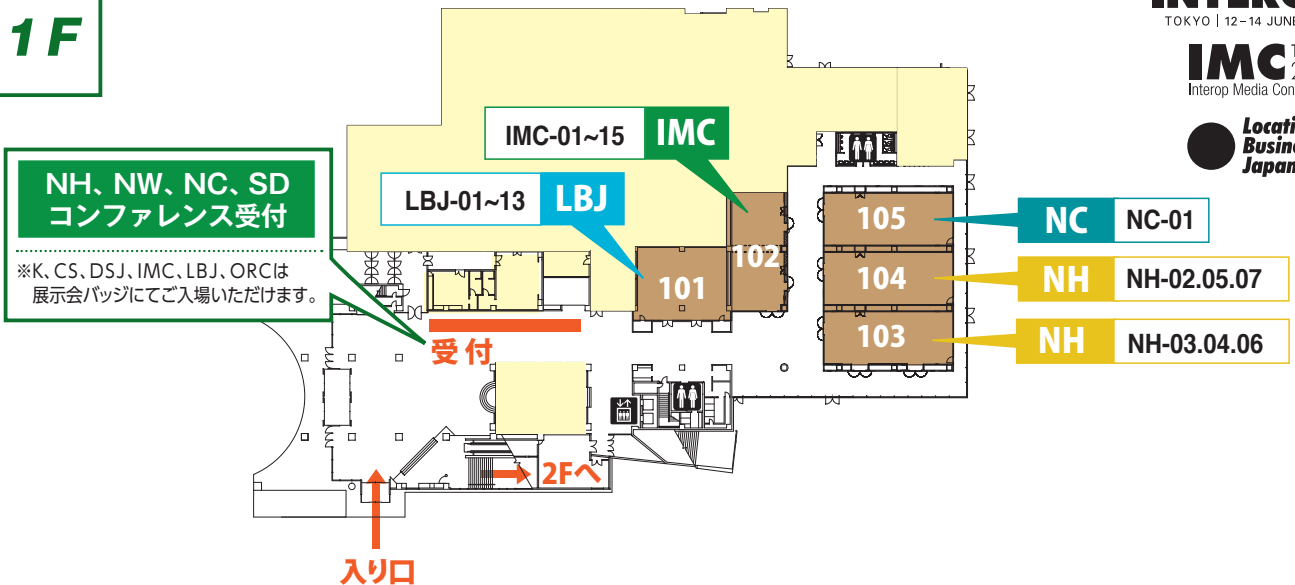 1F
TOKYO | 12-14 JUNE
IMC
Interop Media Con
Business
Japan
IMC-01~15 IMC
LBJ-01~13 LBJ
NH、NW、NC、SD
コンファレンス受付
※K、CS、DSJ、IMC、LBJ、ORCは
展示会バッジにてご入場いただけます。
105
NC NC-01
102
104
NH NH-02.05.07
101
103
NH NH-03.04.06
受付
2Fへ
入り口